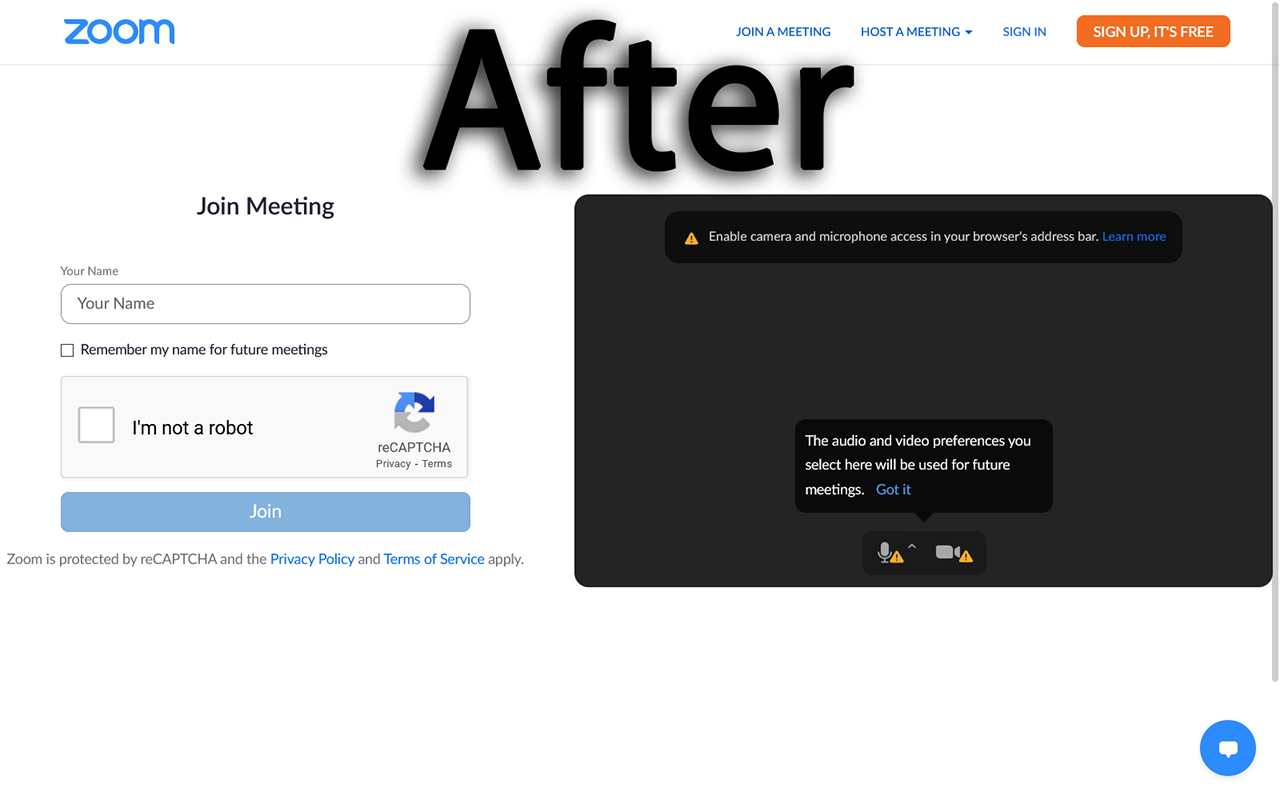 zoom
JOIN A MEETING
HOST A MEETING
SIGN IN
SIGN UP, IT'S FREE
After
Join Meeting
Your Name
Your Name
Remember my name for future meetings
I'm not a robot
reCAPTCHA
Privacy - Terms
Join
Zoom is protected by reCAPTCHA and the Privacy Policy and Terms of Service apply.
Enable camera and microphone access in your browser's address bar. Learn more
The audio and video preferences you
select here will be used for future
meetings. Got it